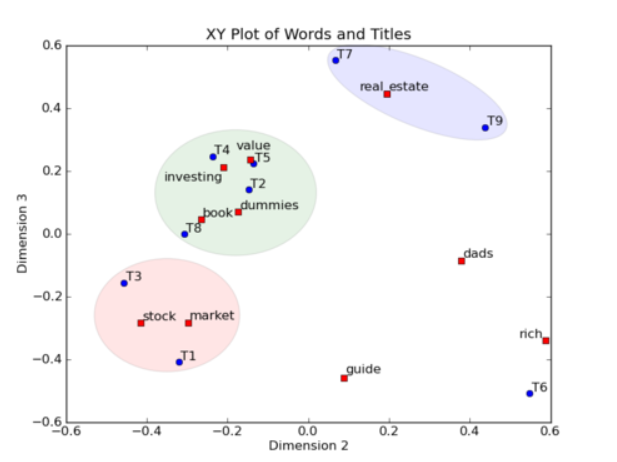 XY Plot of Words and Titles
0.6
T7
real_estate
0.4
T9
value
T4
T5
0.2
investing
T2
dummies
book
0.0
T8
Dimension 3
dads
T3
−0.2
stock
market
rich
T1
−0.4
guide
T6
−0.6
−0.6 −0.4 −0.2 0.0 0.2 0.4 0.6
Dimension 2